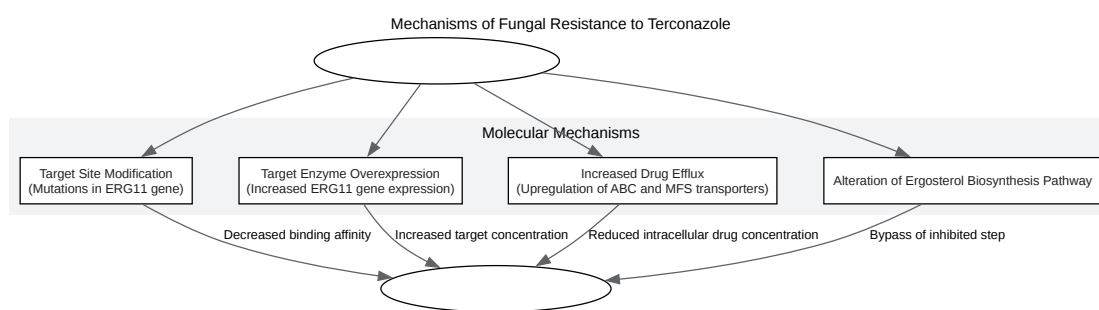 Mechanisms of Fungal Resistance to Terconazole
Molecular Mechanisms
Target Site Modification
(Mutations in ERG11 gene)
Target Enzyme Overexpression
(Increased ERG11 gene expression)
Increased Drug Efflux
(Upregulation of ABC and MFS transporters)
Alteration of Ergosterol Biosynthesis Pathway
Decreased binding affinity
Increased target concentration
Reduced intracellular drug concentration
Bypass of inhibited step